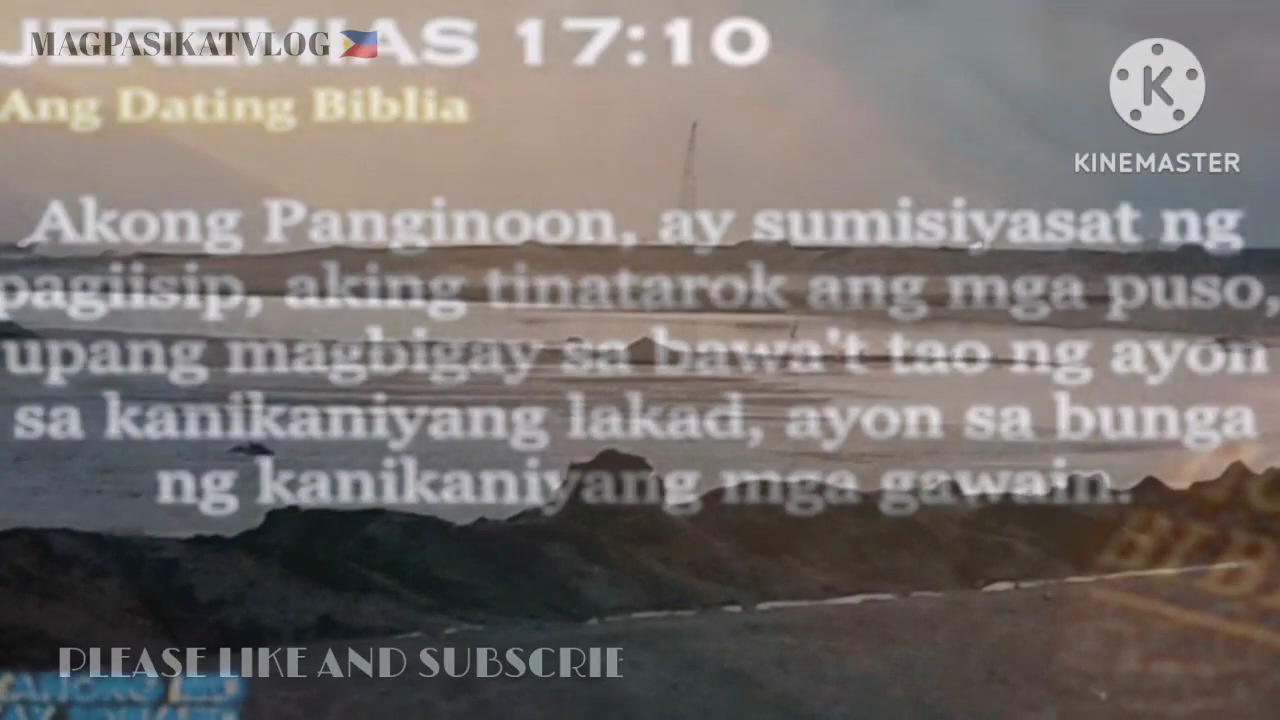 JEREMIAS 17:10
MAGPASIKATVLOG 🇵🇭
Ang Dating Biblia
K
KINEMASTER
Akong Panginoon, ay sumisiyasat ng
pagiisip, aking tinatarok ang mga puso,
upang magbigay sa bawa't tao ng ayon
sa kanikaniyang lakad, ayon sa bunga
ng kanikaniyang mga gawain.
PLEASE LIKE AND SUBSCRIE